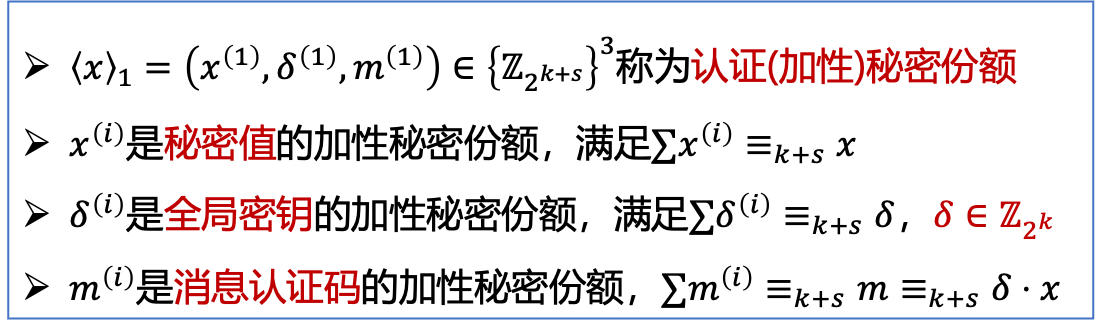 ➢ ⟨𝑥⟩₁ = (𝑥⁽¹⁾, 𝛿⁽¹⁾, 𝑚⁽¹⁾) ∈ {ℤ_{2^{k+s}}}³称为认证(加性)秘密份额
➢ 𝑥⁽ⁱ⁾是秘密值的加性秘密份额，满足∑𝑥⁽ⁱ⁾ ≡_{k+s} 𝑥
➢ 𝛿⁽ⁱ⁾是全局密钥的加性秘密份额，满足∑𝛿⁽ⁱ⁾ ≡_{k+s} 𝛿，𝛿 ∈ ℤ_{2^k}
➢ 𝑚⁽ⁱ⁾是消息认证码的加性秘密份额，∑𝑚⁽ⁱ⁾ ≡_{k+s} 𝑚 ≡_{k+s} 𝛿 · 𝑥